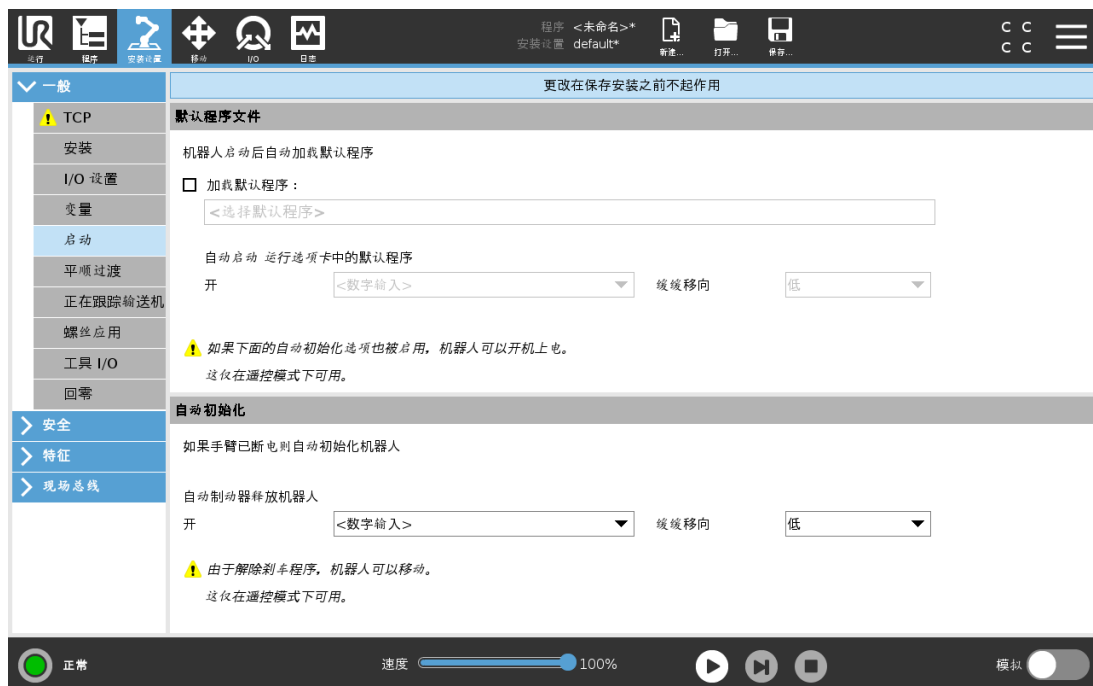 UR
运行
程序
安装设置
移动
I/O
日志
程序 <未命名>*
安装设置 default*
新建...
打开...
保存...
C C
C C
一般
TCP
安装
I/O 设置
变量
启动
平顺过渡
正在跟踪输送机
螺丝应用
工具 I/O
回零
安全
特征
现场总线
更改在保存安装之前不起作用
默认程序文件
机器人启动后自动加载默认程序
加载默认程序：
<选择默认程序>
自动启动 运行选项卡中的默认程序
开 <数字输入> 缓缓移向 低
如果下面的自动初始化选项也被启用，机器人可以开机上电。
这仅在遥控模式下可用。
自动初始化
如果手臂已断电则自动初始化机器人
自动制动器释放机器人
开 <数字输入> 缓缓移向 低
由于解除刹车程序，机器人可以移动。
这仅在遥控模式下可用。
正常
速度 100%
模拟